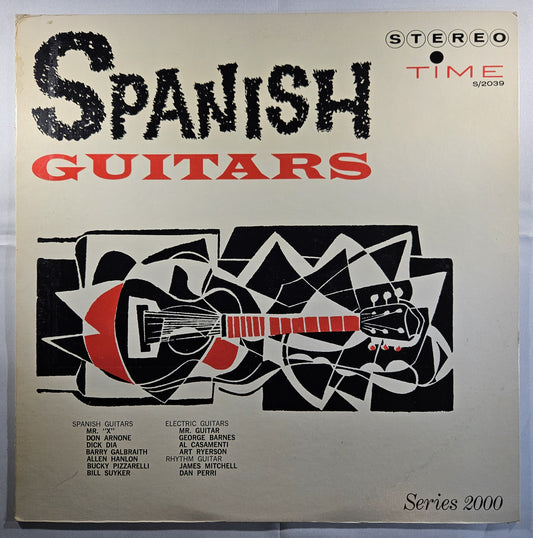 STEREO
TIME
S/2039
SPANISH
GUITARS
SPANISH GUITARS
MR. "X"
DON ARNONE
DICK DIA
BARRY GALBRAITH
ALLEN HANLON
BUCKY PIZZARELLI
BILL SUYKER
ELECTRIC GUITARS
MR. GUITAR
GEORGE BARNES
AL CASAMENTI
ART RYERSON
RHYTHM GUITAR
JAMES MITCHELL
DAN PERRI
Series 2000